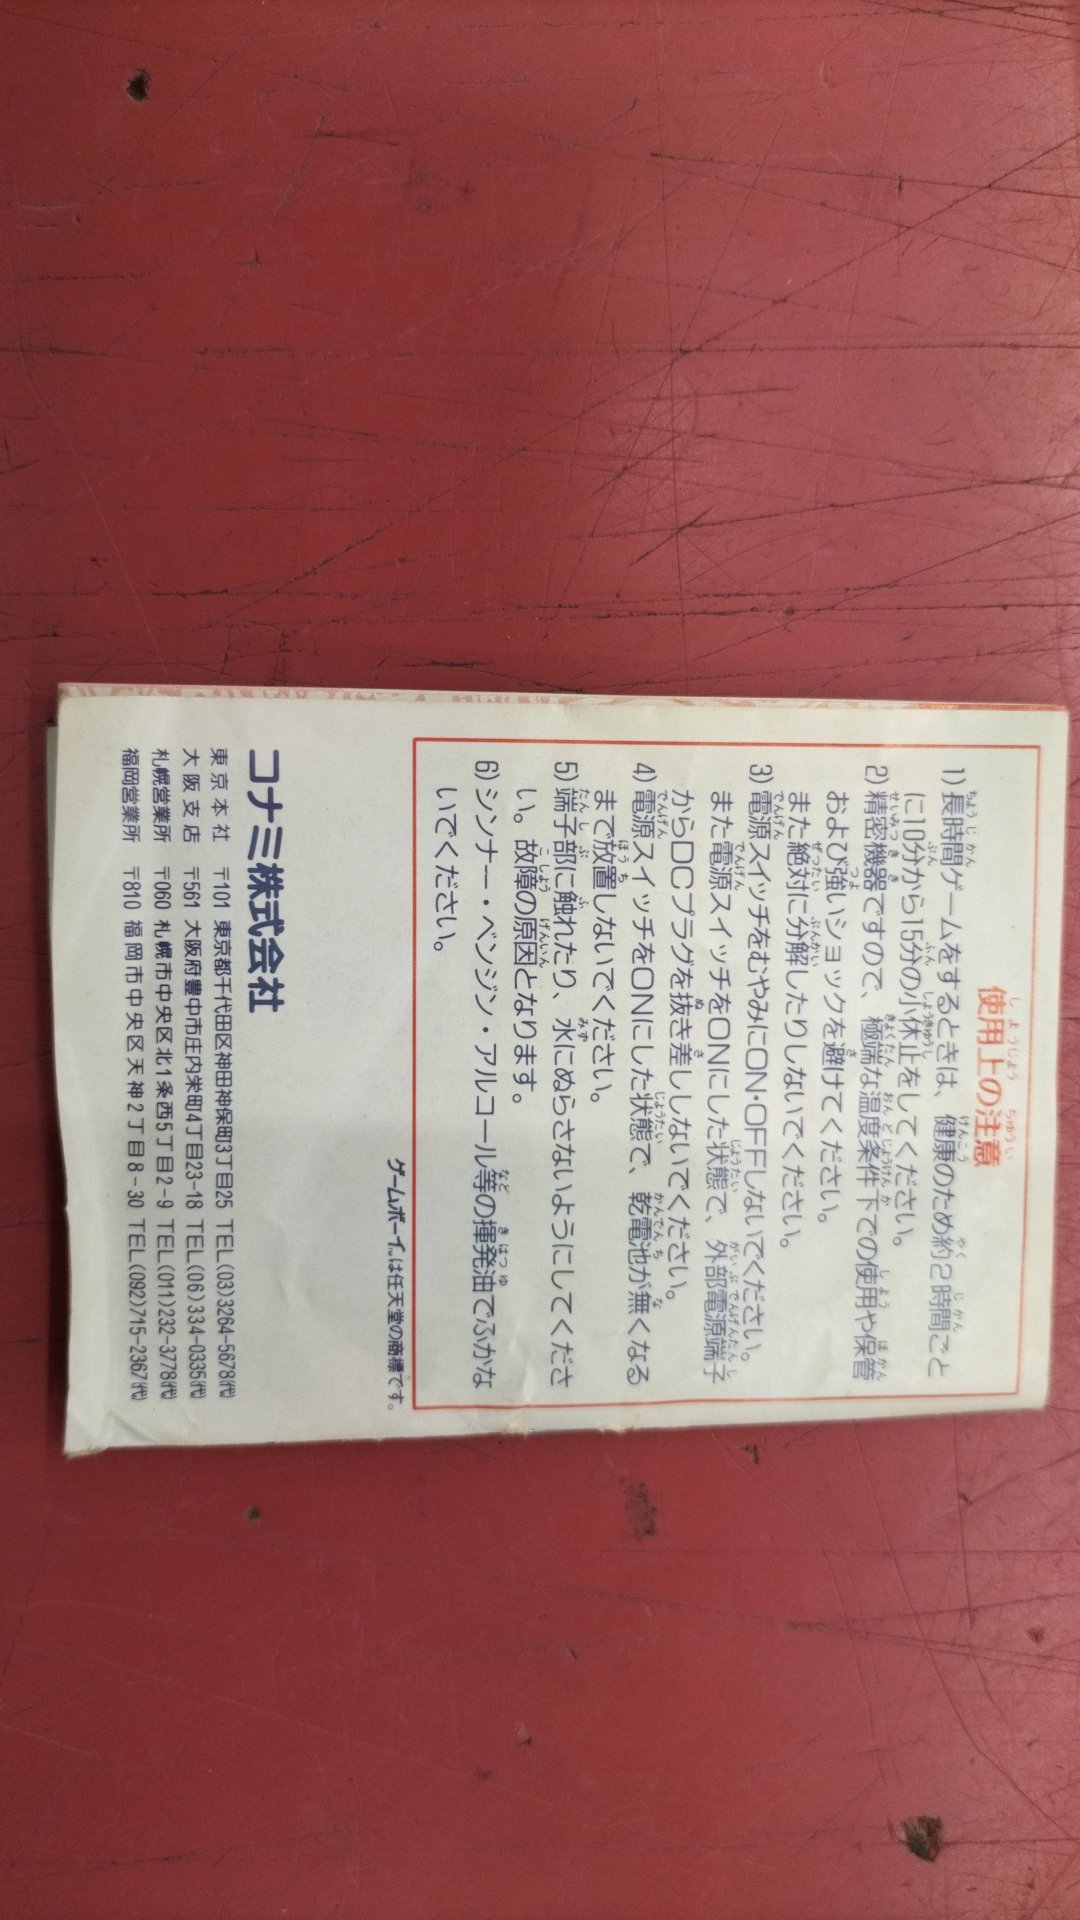 使用上の注意
1)長時間ゲームをするときは、健康のため約2時間ごと
に10分から15分の小休止をしてください。
2)精密機器ですので、極端な温度条件下での使用や保管
および強いショックを避けてください。
また絶対に分解したりしないでください。
3)電源スイッチをむやみにON・OFFしないでください。
また電源スイッチをONにした状態で、外部電源端子
からDCプラグを抜き差ししないでください。
4)電源スイッチをONにした状態で、乾電池が無くなる
まで放置しないでください。
5)端子部に触れたり、水にぬらさないようにしてくださ
い。故障の原因となります。
6)シンナー・ベンジン・アルコール等の揮発油でふかな
いでください。
ゲームボーイ™は任天堂の商標です。
コナミ株式会社
東京本社 〒101 東京都千代田区神田神保町3丁目25 TEL(03)3264-5678(代)
大阪支店 〒561 大阪府豊中市庄内栄町4丁目23-18 TEL(06)334-0335(代)
札幌営業所 〒060 札幌市中央区北1条西5丁目2-9 TEL(011)232-3778(代)
福岡営業所 〒810 福岡市中央区天神2丁目8-30 TEL(092)715-2367(代)